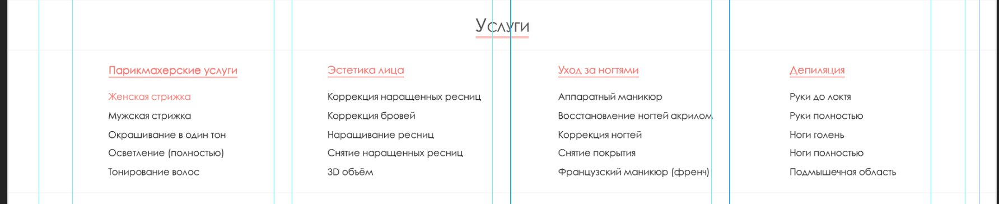 Услуги
Парикмахерские услуги
Женская стрижка
Мужская стрижка
Окрашивание в один тон
Осветление (полностью)
Тонирование волос
Эстетика лица
Коррекция наращенных ресниц
Коррекция бровей
Наращивание ресниц
Снятие наращенных ресниц
3D объём
Уход за ногтями
Аппаратный маникюр
Восстановление ногтей акрилом
Коррекция ногтей
Снятие покрытия
Французский маникюр (френч)
Депиляция
Руки до локтя
Руки полностью
Ноги голень
Ноги полностью
Подмышечная область